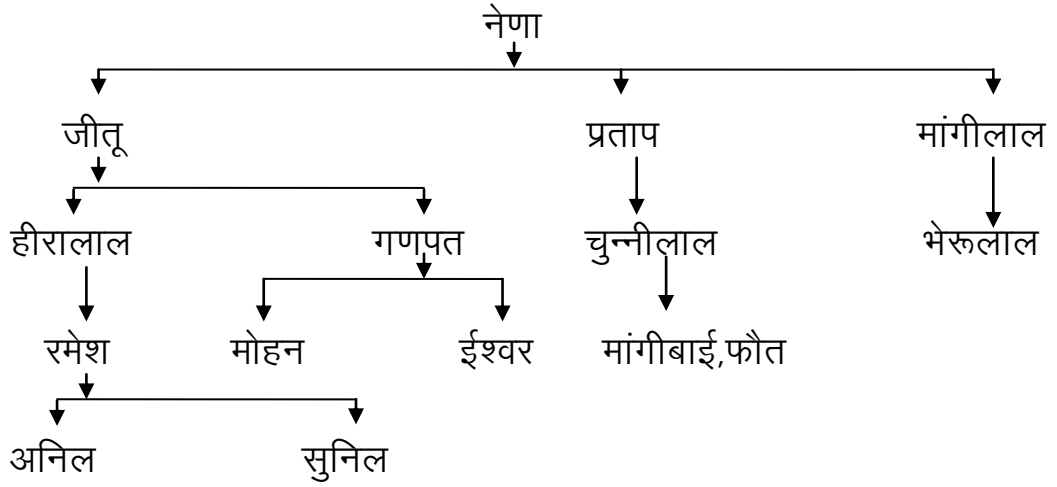 नेणा
जीतू प्रताप मांगीलाल
हीरालाल गणपत चुन्नीलाल भेरूलाल
रमेश मोहन ईश्वर मांगीबाई,फौत
अनिल सुनिल